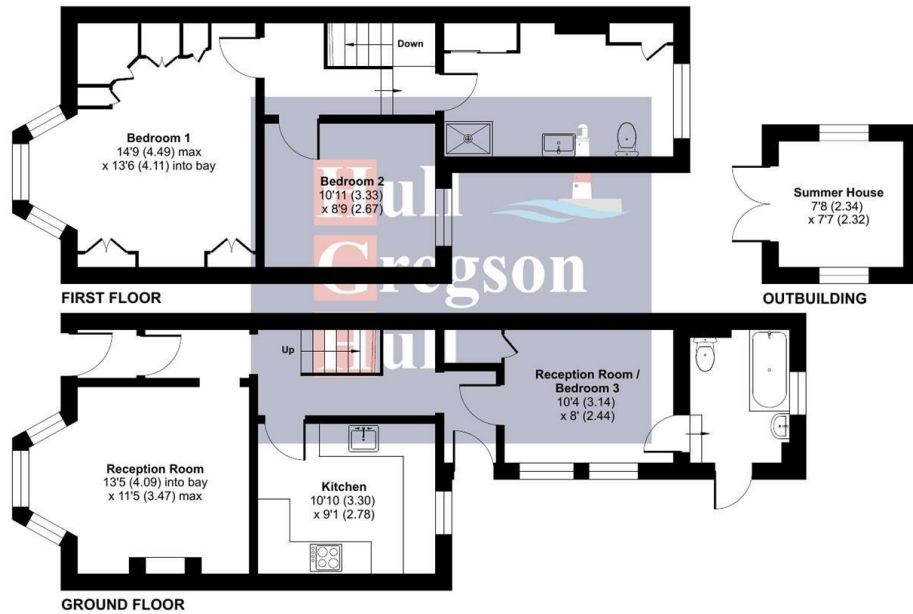 Down
Bedroom 1
14'9 (4.49) max
x 13'6 (4.11) into bay
Bedroom 2
10'11 (3.33)
x 8'9 (2.67)
Summer House
7'8 (2.34)
x 7'7 (2.32)
FIRST FLOOR
OUTBUILDING
Hull
Gregson
Hull
Up
Reception Room /
Bedroom 3
10'4 (3.14)
x 8' (2.44)
Reception Room
13'5 (4.09) into bay
x 11'5 (3.47) max
Kitchen
10'10 (3.30)
x 9'1 (2.78)
GROUND FLOOR